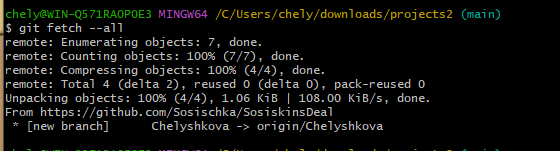 chely@WIN-Q571RAOPOE3 MINGW64 /C/Users/chely/downloads/projects2 (main)
$ git fetch --all
remote: Enumerating objects: 7, done.
remote: Counting objects: 100% (7/7), done.
remote: Compressing objects: 100% (4/4), done.
remote: Total 4 (delta 2), reused 0 (delta 0), pack-reused 0
Unpacking objects: 100% (4/4), 1.06 KiB | 108.00 KiB/s, done.
From https://github.com/Sosischka/SosiskinsDeal
 * [new branch]      Chelyshkova -> origin/Chelyshkova